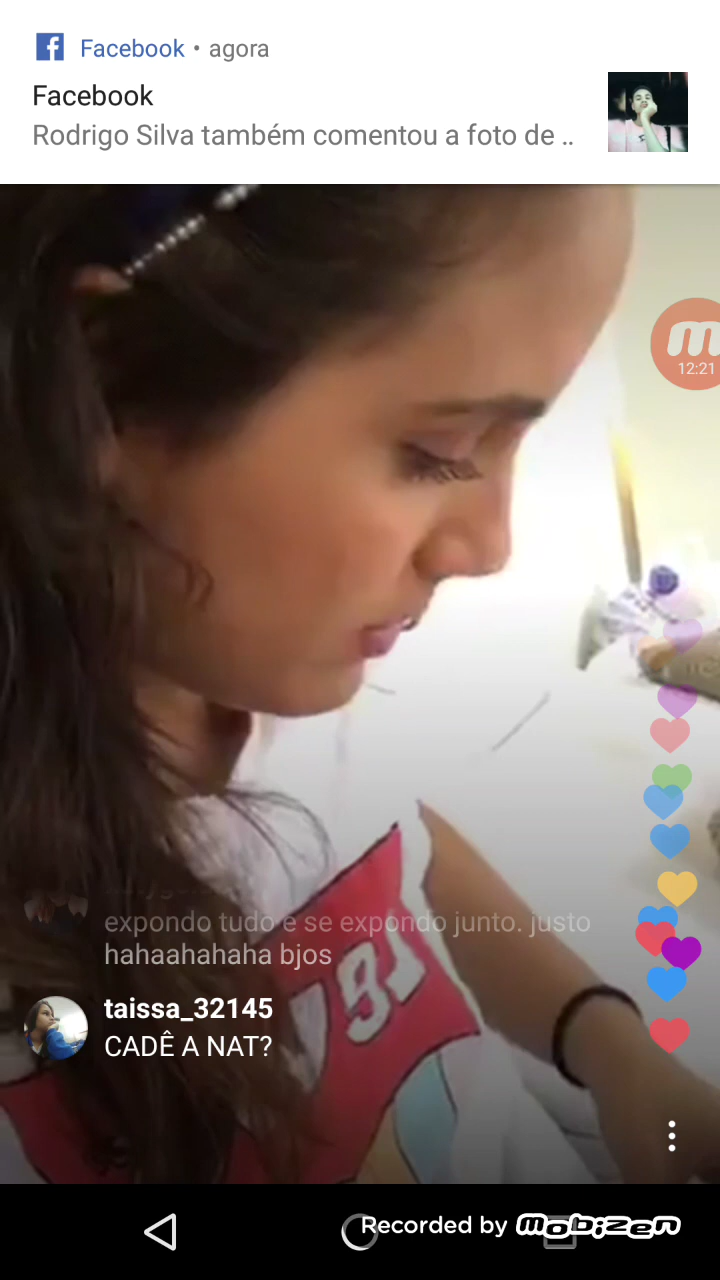 Facebook • agora
Facebook
Rodrigo Silva também comentou a foto de ..
12:21
expondo tudo e se expondo junto. justo
hahaahahaha bjos
taissa_32145
CADÊ A NAT?
Recorded by mobizen